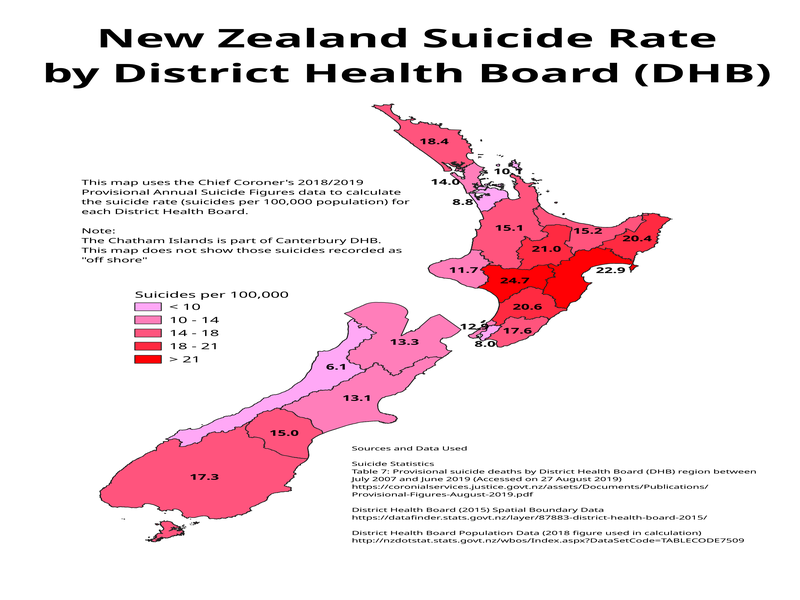 New Zealand Suicide Rate
by District Health Board (DHB)
18.4
14.0
10.1
8.8
This map uses the Chief Coroner's 2018/2019
Provisional Annual Suicide Figures data to calculate
the suicide rate (suicides per 100,000 population) for
each District Health Board.
Note:
The Chatham Islands is part of Canterbury DHB.
This map does not show those suicides recorded as
"off shore"
15.1
15.2
20.4
21.0
11.7
24.7
22.9
20.6
12.9
17.6
8.0
Suicides per 100,000
< 10
10 - 14
14 - 18
18 - 21
> 21
13.3
6.1
13.1
15.0
17.3
Sources and Data Used
Suicide Statistics
Table 7: Provisional suicide deaths by District Health Board (DHB) region between
July 2007 and June 2019 (Accessed on 27 August 2019)
https://coronialservices.justice.govt.nz/assets/Documents/Publications/
Provisional-Figures-August-2019.pdf
District Health Board (2015) Spatial Boundary Data
https://datafinder.stats.govt.nz/layer/87883-district-health-board-2015/
District Health Board Population Data (2018 figure used in calculation)
http://nzdotstat.stats.govt.nz/wbos/Index.aspx?DataSetCode=TABLECODE7509